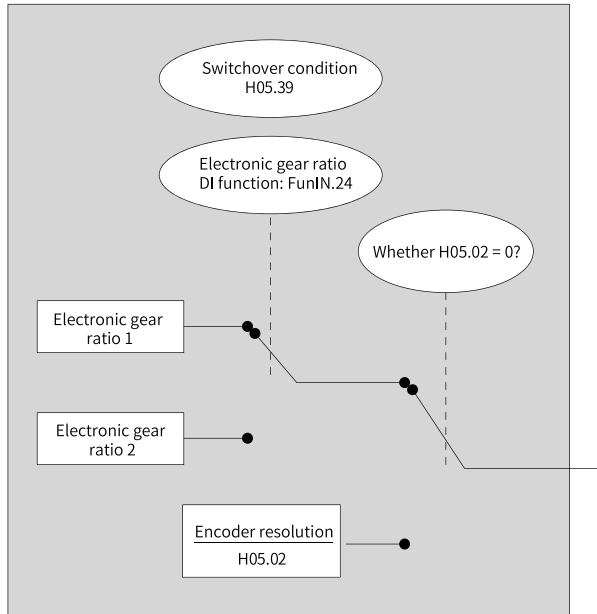 Switchover condition
H05.39
Electronic gear ratio
DI function: FunIN.24
Whether H05.02 = 0?
Electronic gear
ratio 1
Electronic gear
ratio 2
Encoder resolution
H05.02